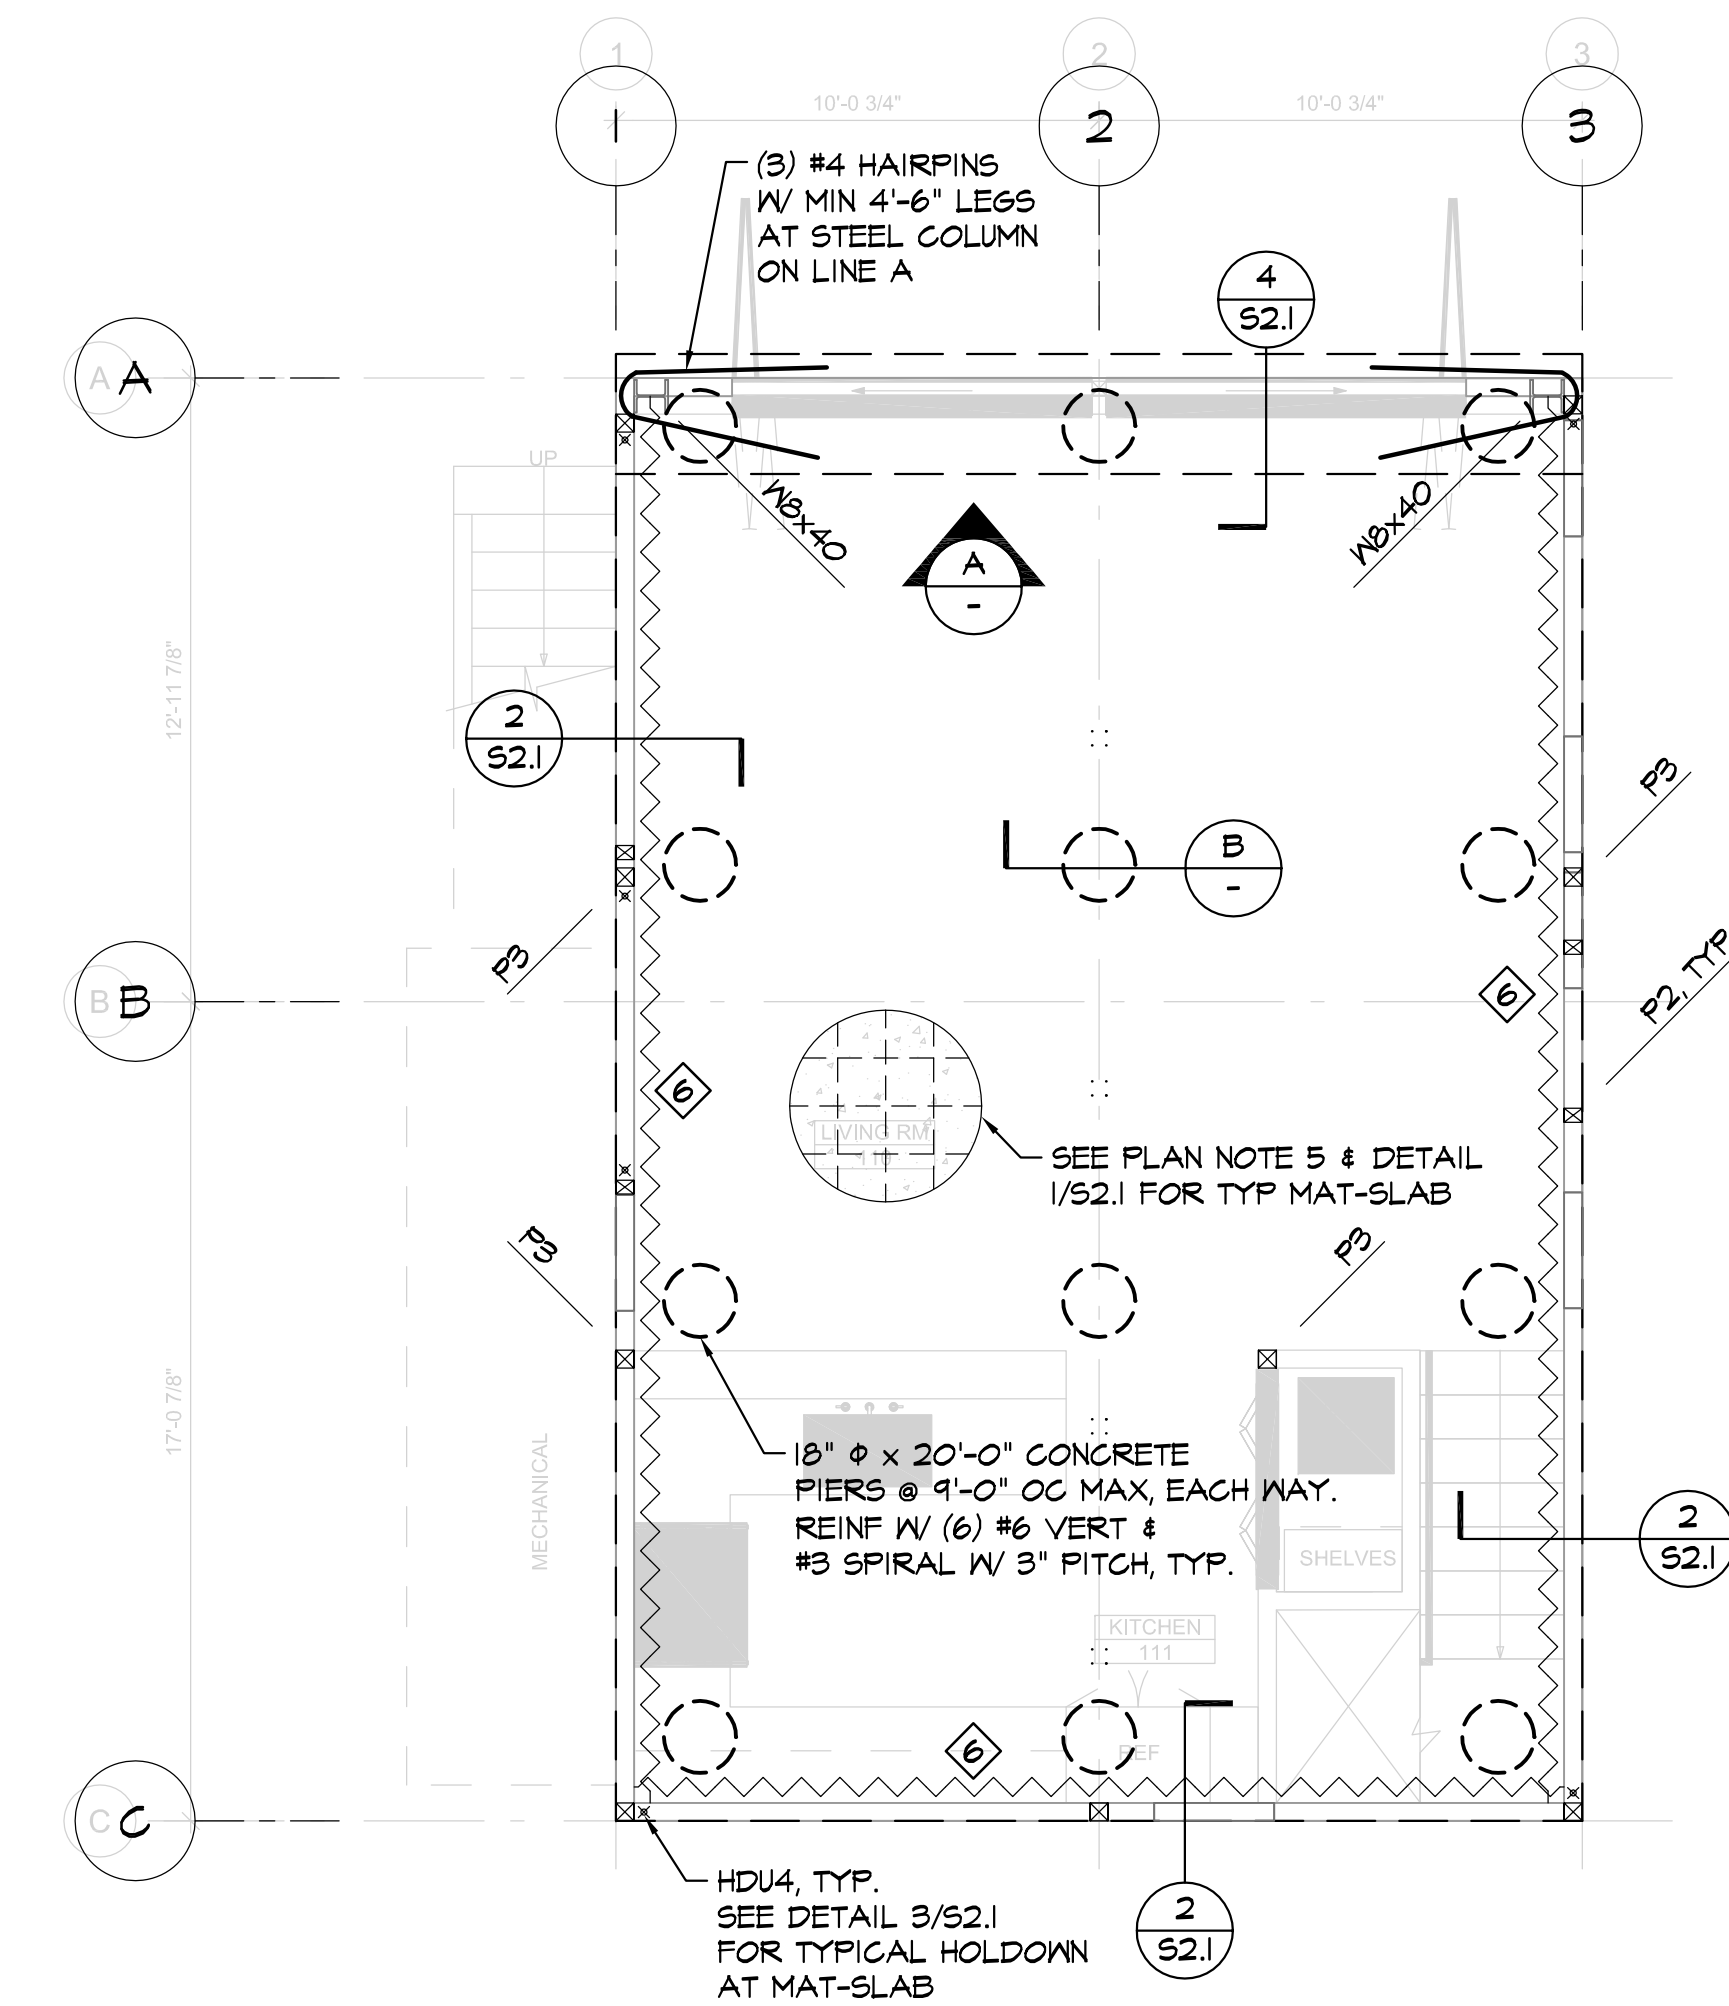 1
2
3
10'-0 3/4"
10'-0 3/4"
1
2
3
(3) #4 HAIRPINS
W/ MIN 4'-6" LEGS
AT STEEL COLUMN
ON LINE A
4
S2.1
A
A
UP
W8x40
W8x40
A
-
12'-11 7/8"
2
S2.1
P3
B
-
P3
P2, TYP
B
B
6
6
LIVING RM
110
SEE PLAN NOTE 5 & DETAIL
1/S2.1 FOR TYP MAT-SLAB
P3
P3
17'-0 7/8"
MECHANICAL
18" Φ x 20'-0" CONCRETE
PIERS @ 9'-0" OC MAX, EACH WAY.
REINF W/ (6) #6 VERT &
#3 SPIRAL W/ 3" PITCH, TYP.
2
S2.1
SHELVES
KITCHEN
111
6
REF
C
C
HDU4, TYP.
SEE DETAIL 3/S2.1
FOR TYPICAL HOLDOWN
AT MAT-SLAB
2
S2.1